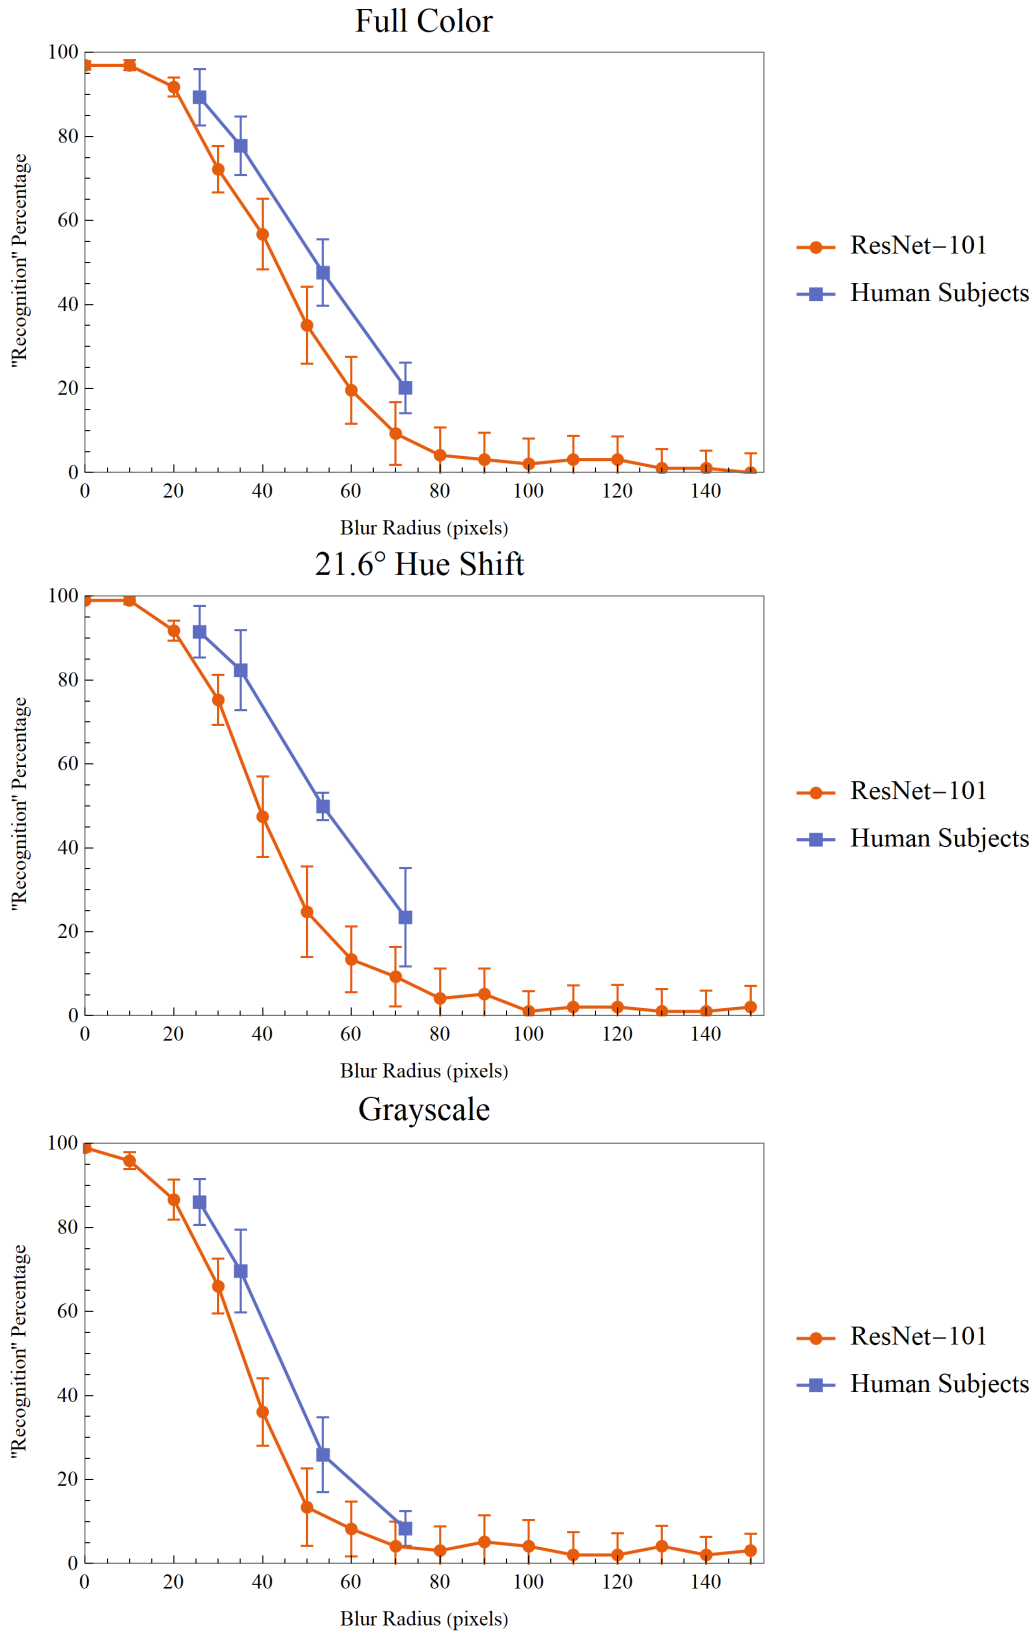 Full Color
100
80
60
40
20
0
"Recognition" Percentage
0 20 40 60 80 100 120 140
Blur Radius (pixels)
ResNet-101
Human Subjects
21.6° Hue Shift
100
80
60
40
20
0
"Recognition" Percentage
0 20 40 60 80 100 120 140
Blur Radius (pixels)
ResNet-101
Human Subjects
Grayscale
100
80
60
40
20
0
"Recognition" Percentage
0 20 40 60 80 100 120 140
Blur Radius (pixels)
ResNet-101
Human Subjects